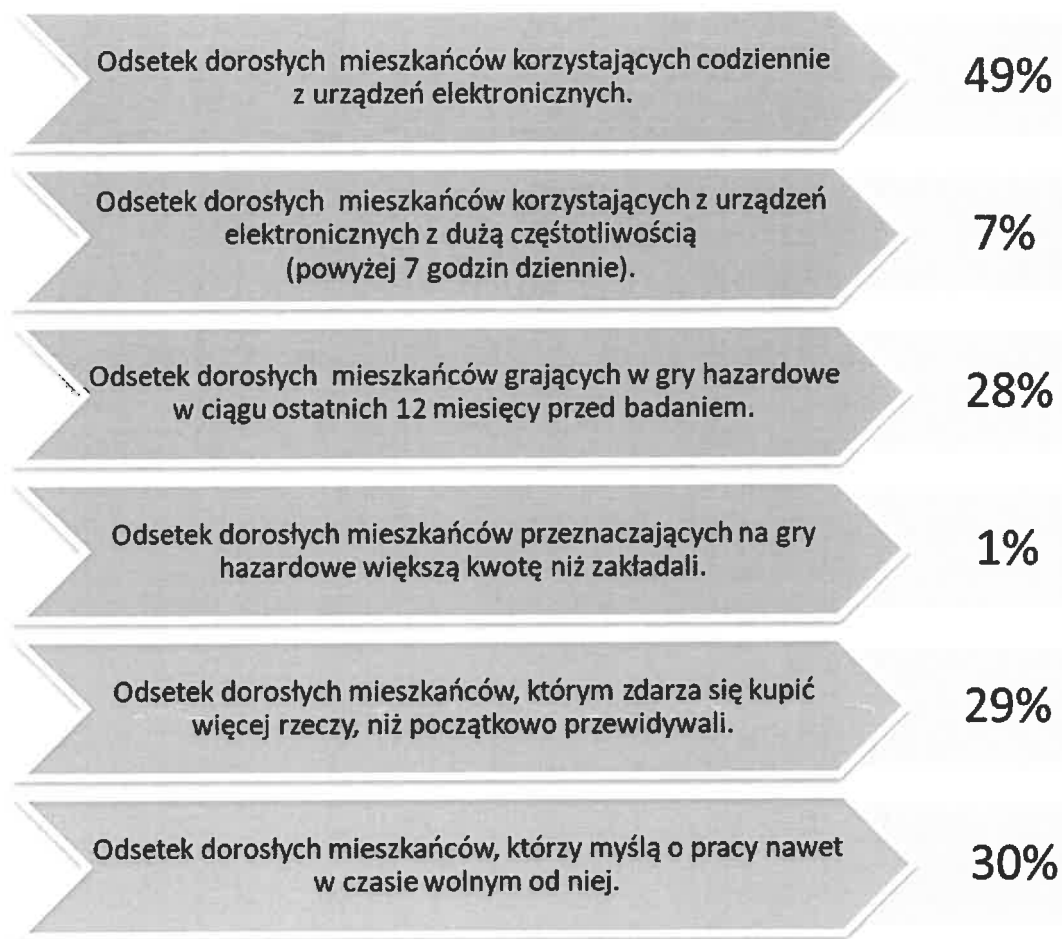 Odsetek dorosłych mieszkańców korzystających codziennie
z urządzeń elektronicznych.
49%
Odsetek dorosłych mieszkańców korzystających z urządzeń
elektronicznych z dużą częstotliwością
(powyżej 7 godzin dziennie).
7%
Odsetek dorosłych mieszkańców grających w gry hazardowe
w ciągu ostatnich 12 miesięcy przed badaniem.
28%
Odsetek dorosłych mieszkańców przeznaczających na gry
hazardowe większą kwotę niż zakładali.
1%
Odsetek dorosłych mieszkańców, którym zdarza się kupić
więcej rzeczy, niż początkowo przewidywali.
29%
Odsetek dorosłych mieszkańców, którzy myślą o pracy nawet
w czasie wolnym od niej.
30%